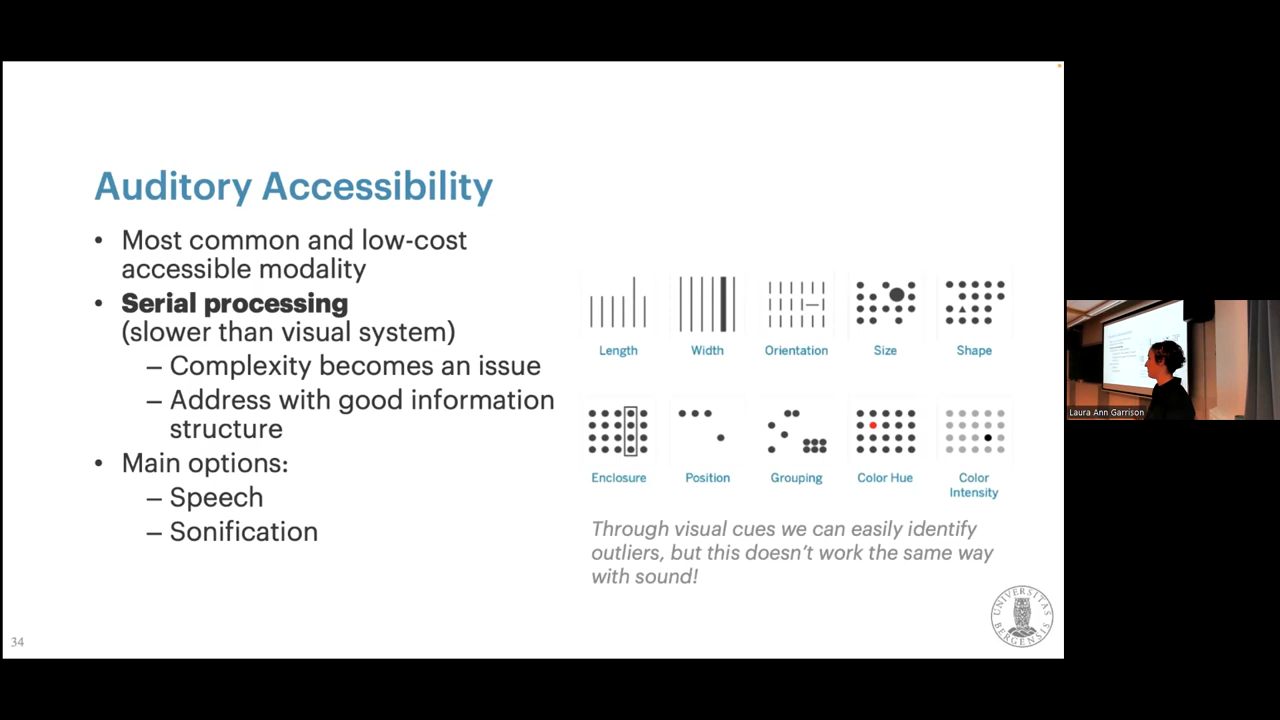 Auditory Accessibility
• Most common and low-cost
accessible modality
• Serial processing
(slower than visual system)
– Complexity becomes an issue
– Address with good information
structure
• Main options:
– Speech
– Sonification
Length
Width
Orientation
Size
Shape
Enclosure
Position
Grouping
Color Hue
Color
Intensity
Through visual cues we can easily identify
outliers, but this doesn’t work the same way
with sound!
UNIVERSITAS
BERGENSIS
34
Laura Ann Garrison